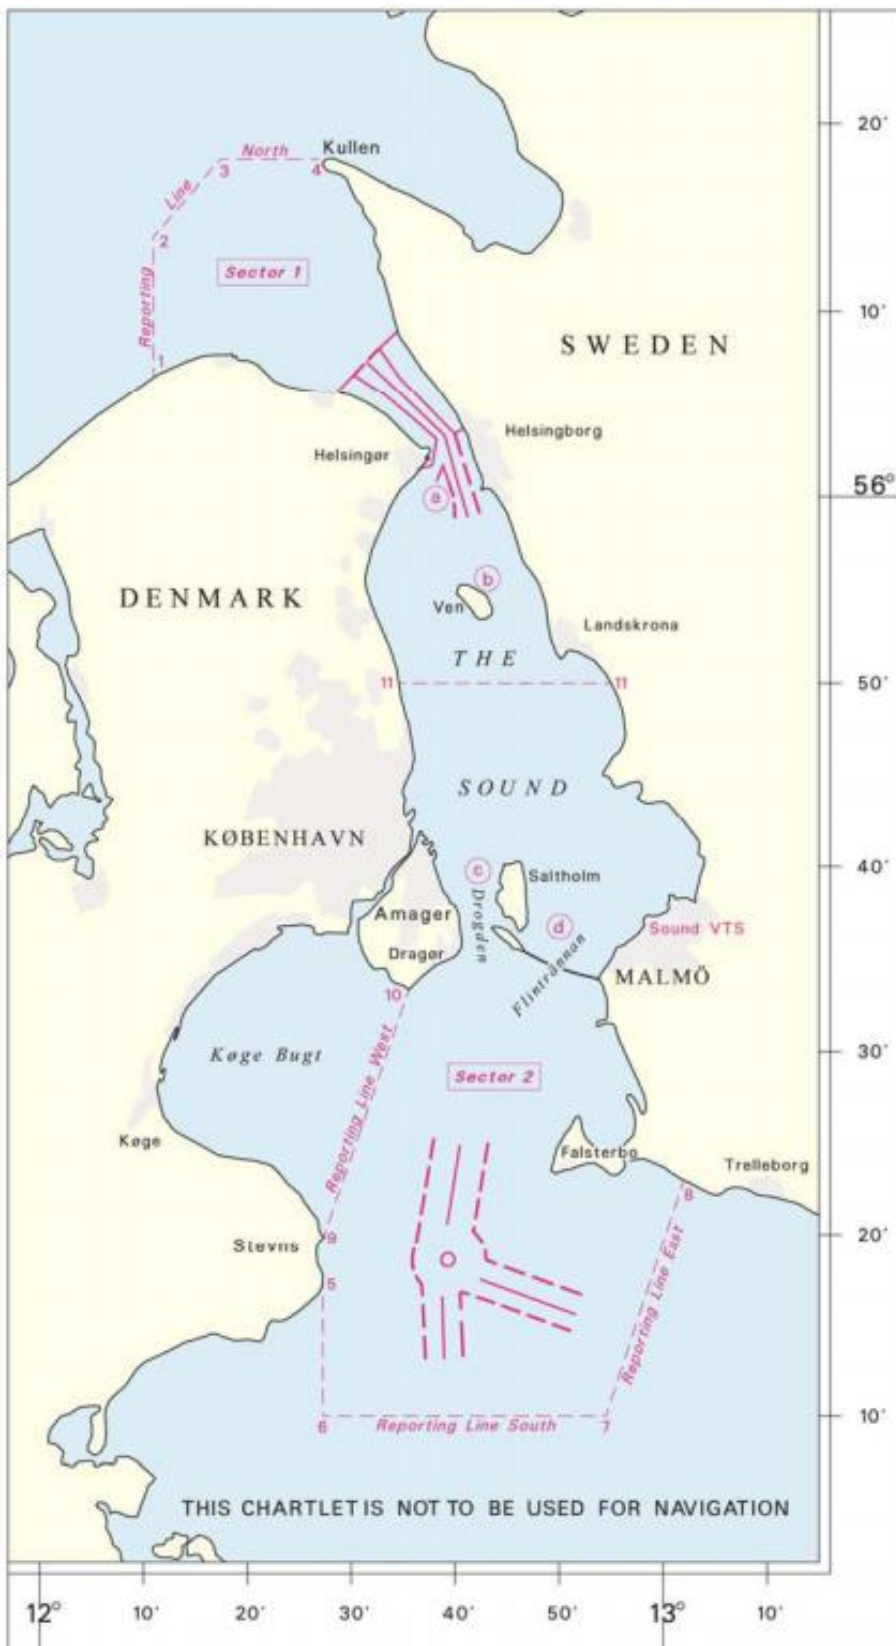 20'
North
Kullen
3
4
Line
2
Sector 1
Reporting
10'
1
SWEDEN
Helsingborg
Helsingør
56°
a
b
DENMARK
Ven
Landskrona
THE
11
11
50'
SOUND
KØBENHAVN
c
Saltholm
40'
Amager
Drogden
d
Sound VTS
Dragør
Flintrännan
MALMÖ
10
30'
Køge Bugt
Reporting Line West
Sector 2
Køge
Falsterbo
Trelleborg
8
Stevns
9
20'
5
Reporting Line East
10'
6
Reporting Line South
7
THIS CHARTLET IS NOT TO BE USED FOR NAVIGATION
12°
10'
20'
30'
40'
50'
13°
10'